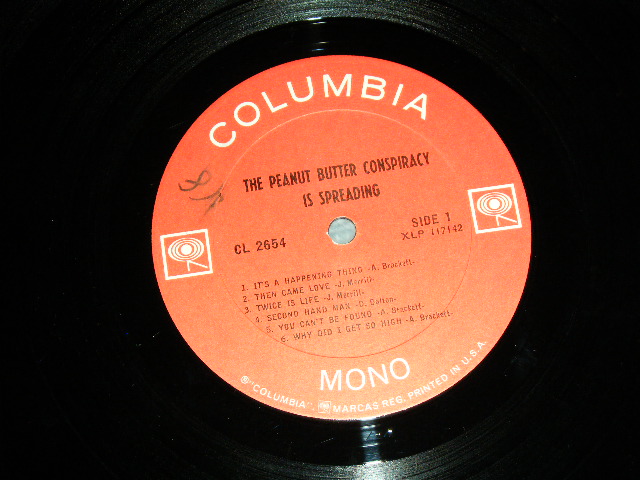 COLUMBIA
THE PEANUT BUTTER CONSPIRACY
IS SPREADING
CL 2654
SIDE 1
XLP 117142
1. IT'S A HAPPENING THING -A. Brackett-
2. THEN CAME LOVE -J. Merrill-
3. TWICE IS LIFE -J. Merrill-
4. SECOND HAND MAN -D. Dalton-
5. YOU CAN'T BE FOUND -A. Brackett-
6. WHY DID I GET SO HIGH -A. Brackett-
MONO
® "COLUMBIA", MARCAS REG. PRINTED IN U.S.A.